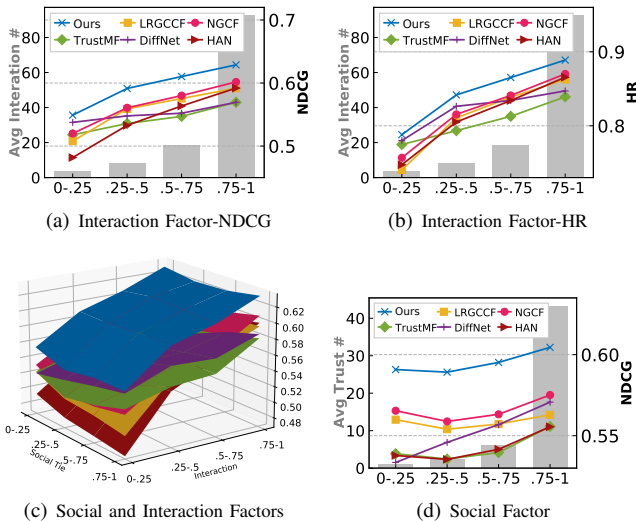 Ours LRGCCF NGCF
TrustMF DiffNet HAN
Avg Interation #
80
60
40
20
0
0-.25 .25-.5 .5-.75 .75-1
0.7
0.6
0.5
NDCG
(a) Interaction Factor-NDCG
Ours LRGCCF NGCF
TrustMF DiffNet HAN
Avg Interation #
80
60
40
20
0
0-.25 .25-.5 .5-.75 .75-1
0.9
0.8
HR
(b) Interaction Factor-HR
0.62
0.60
0.58
0.56
0.54
0.52
0.50
0.48
0-.25
.25-.5
.5-.75
.75-1
Social Tie
0-.25
.25-.5
.5-.75
.75-1
Interaction
(c) Social and Interaction Factors
Ours LRGCCF NGCF
TrustMF DiffNet HAN
Avg Trust #
40
30
20
10
0
0-.25 .25-.5 .5-.75 .75-1
0.60
0.55
NDCG
(d) Social Factor